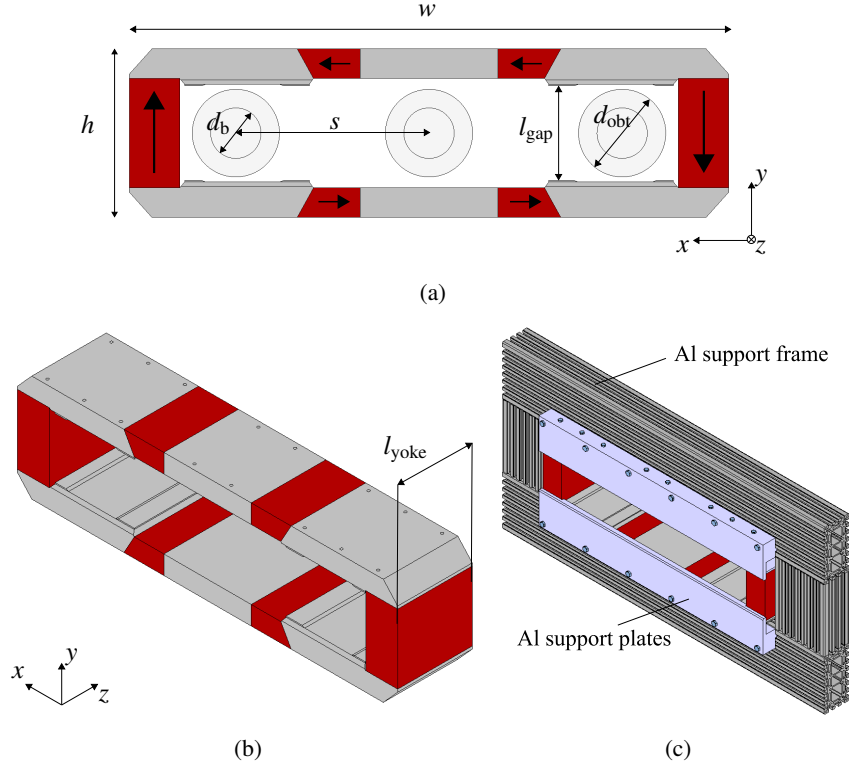 w
h
d_b
s
l_gap
d_obt
y
x
z
(a)
Al support frame
l_yoke
Al support plates
y
x
z
(b)
(c)